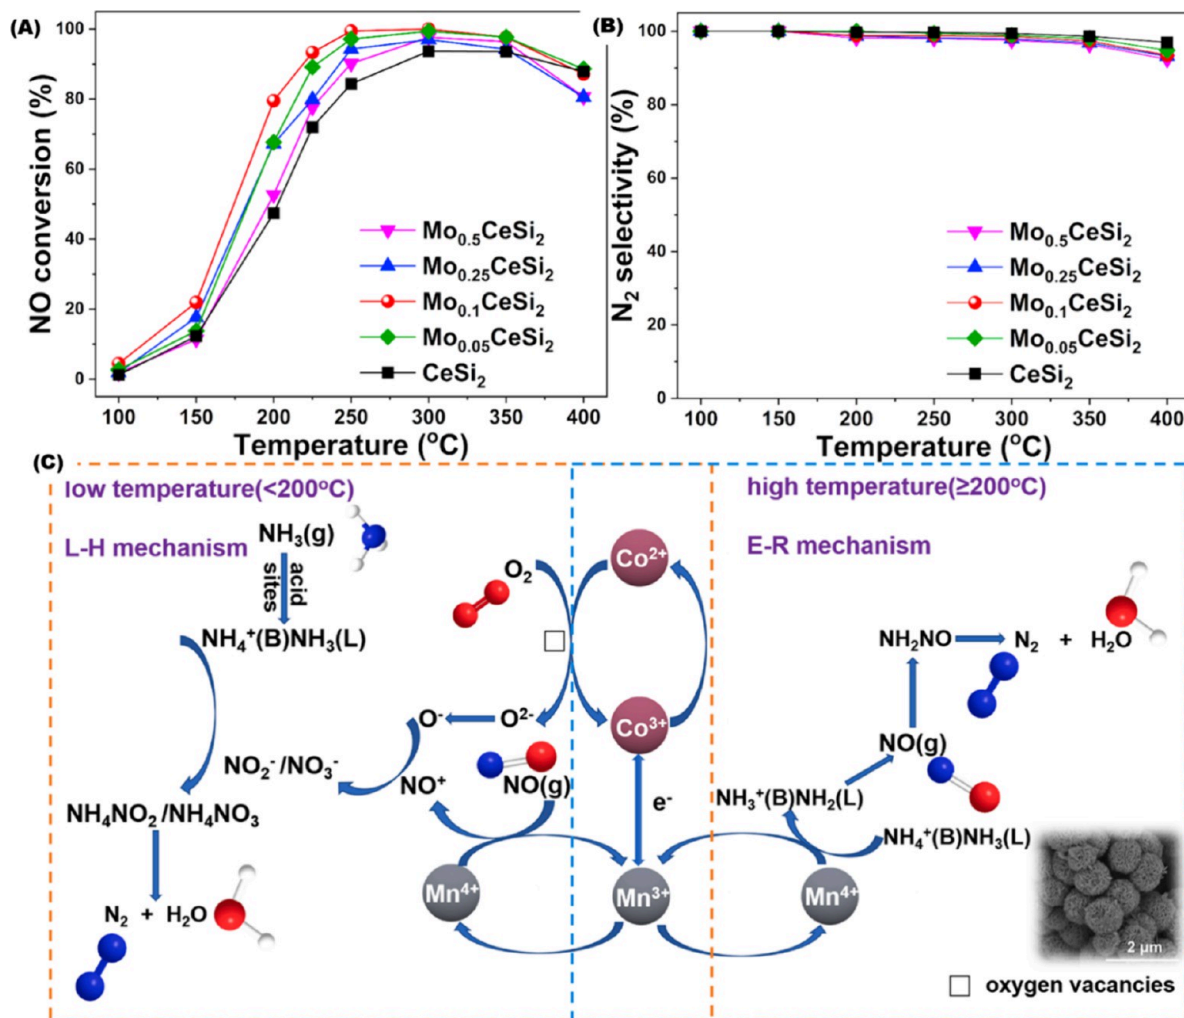 (A)
NO conversion (%)
100
80
60
40
20
0
Mo₀.₅CeSi₂
Mo₀.₂₅CeSi₂
Mo₀.₁CeSi₂
Mo₀.₀₅CeSi₂
CeSi₂
100 150 200 250 300 350 400
Temperature (°C)
(B)
N₂ selectivity (%)
100
80
60
40
20
0
Mo₀.₅CeSi₂
Mo₀.₂₅CeSi₂
Mo₀.₁CeSi₂
Mo₀.₀₅CeSi₂
CeSi₂
100 150 200 250 300 350 400
Temperature (°C)
(C)
low temperature(<200°C)
L-H mechanism
NH₃(g)
acid
sites
NH₄⁺(B)NH₃(L)
O₂
O⁻
O²⁻
NO₂⁻/NO₃⁻
NO⁺
NO(g)
NH₄NO₂/NH₄NO₃
N₂ + H₂O
Mn⁴⁺
Co²⁺
Co³⁺
e⁻
Mn³⁺
high temperature(≥200°C)
E-R mechanism
NH₂NO
N₂ + H₂O
NO(g)
NH₃⁺(B)NH₂(L)
NH₄⁺(B)NH₃(L)
Mn⁴⁺
2 μm
oxygen vacancies